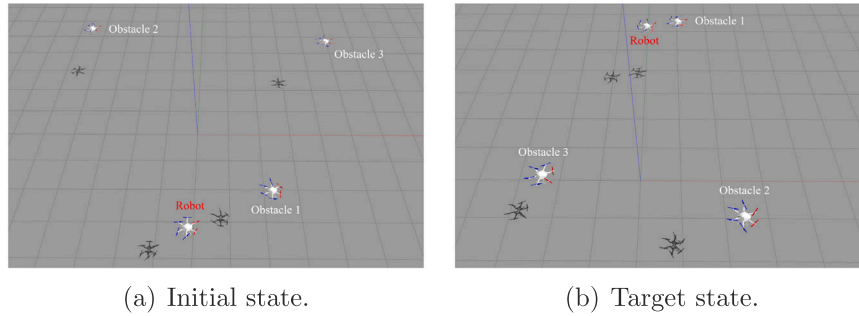 Obstacle 2
Obstacle 3
Robot
Obstacle 1
Obstacle 1
Robot
Obstacle 3
Obstacle 2
(a) Initial state.
(b) Target state.